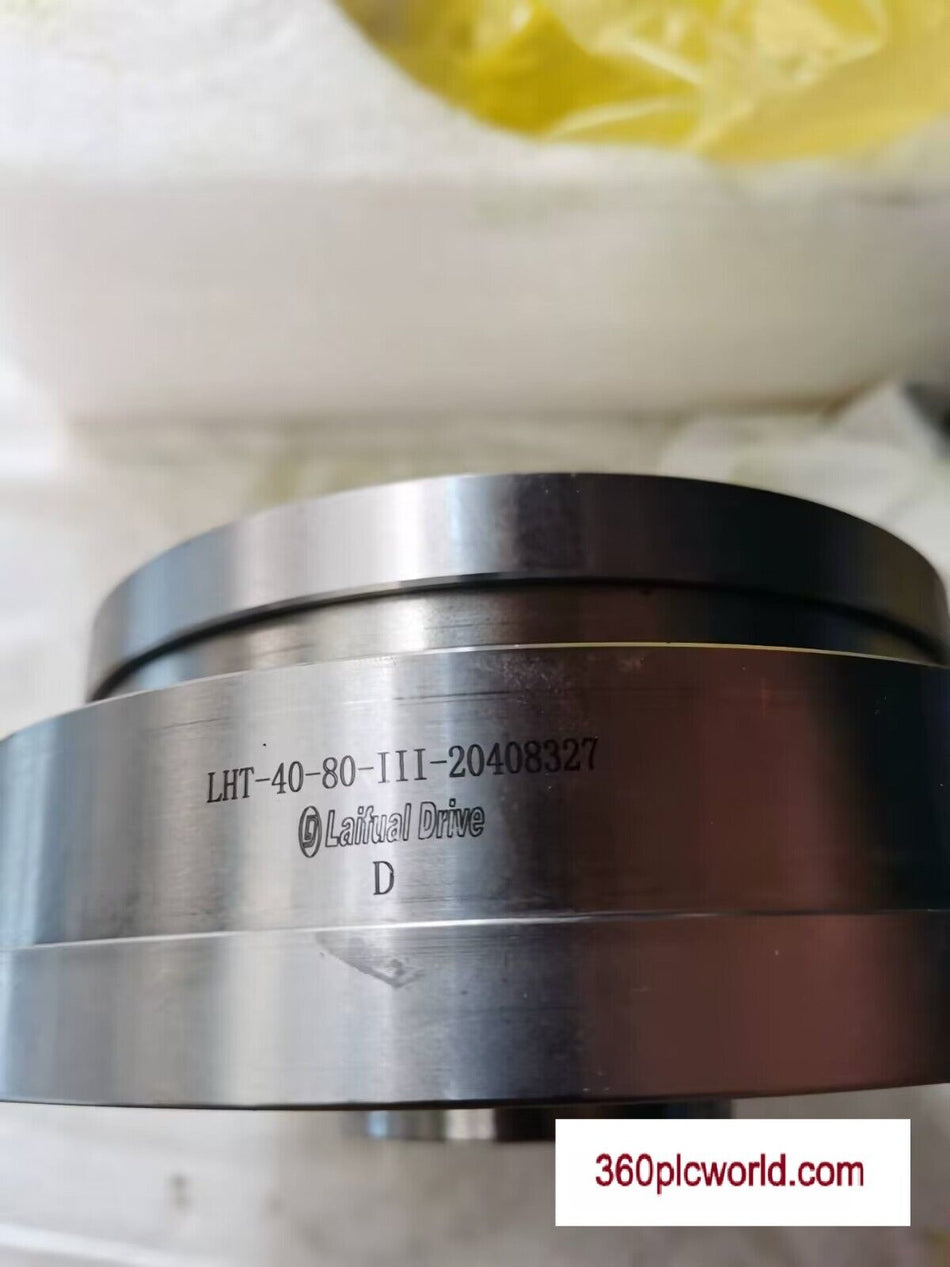 LHT-40-80-III-20408327
Laifual Drive
D
360plcworld.com